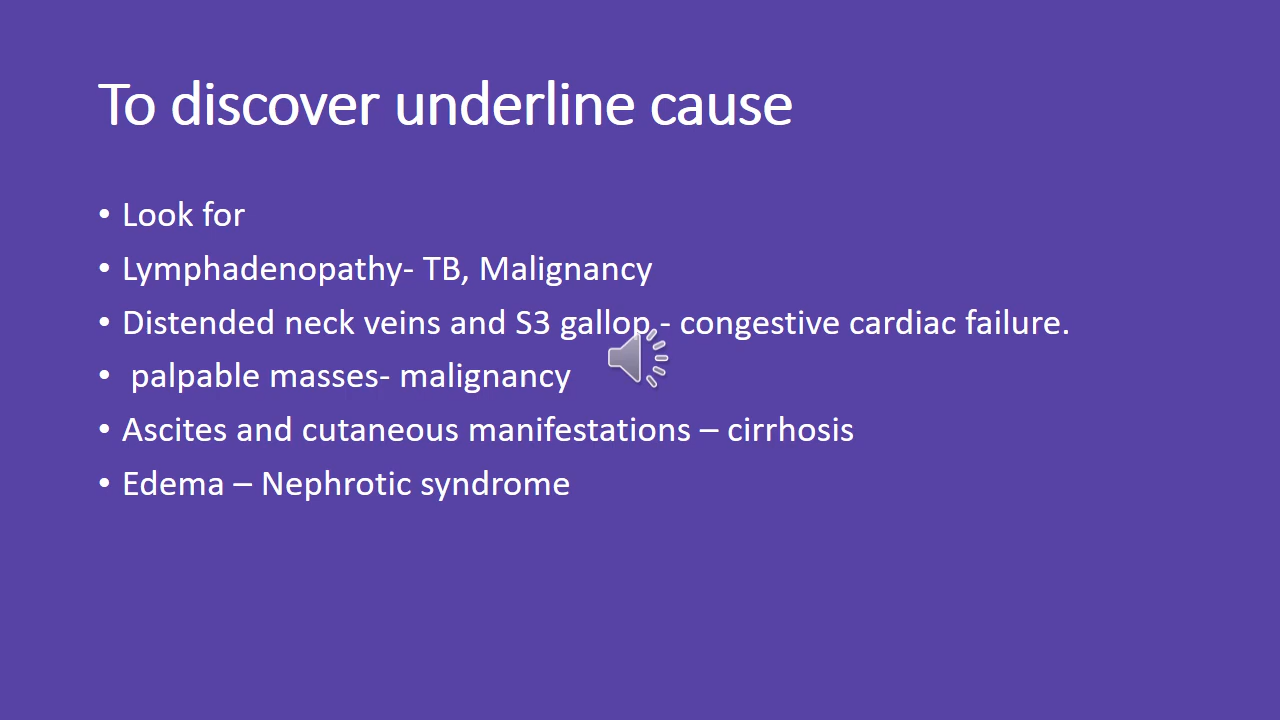 To discover underline cause
• Look for
• Lymphadenopathy- TB, Malignancy
• Distended neck veins and S3 gallop - congestive cardiac failure.
• palpable masses- malignancy
• Ascites and cutaneous manifestations – cirrhosis
• Edema – Nephrotic syndrome